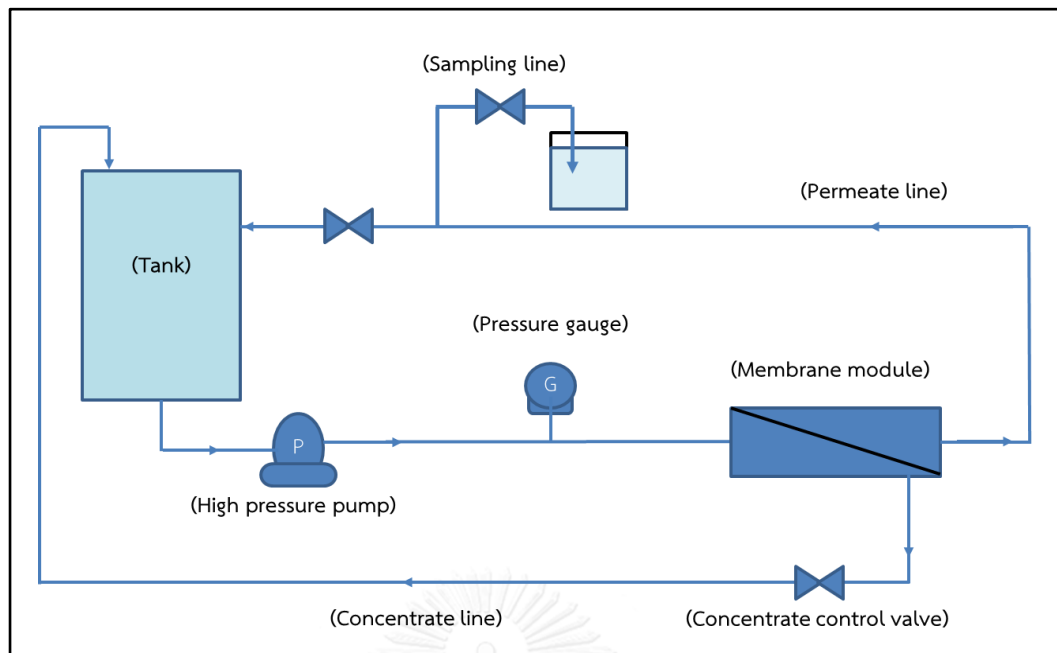 (Sampling line)
(Permeate line)
(Tank)
(Pressure gauge)
G
(Membrane module)
P
(High pressure pump)
(Concentrate line)
(Concentrate control valve)